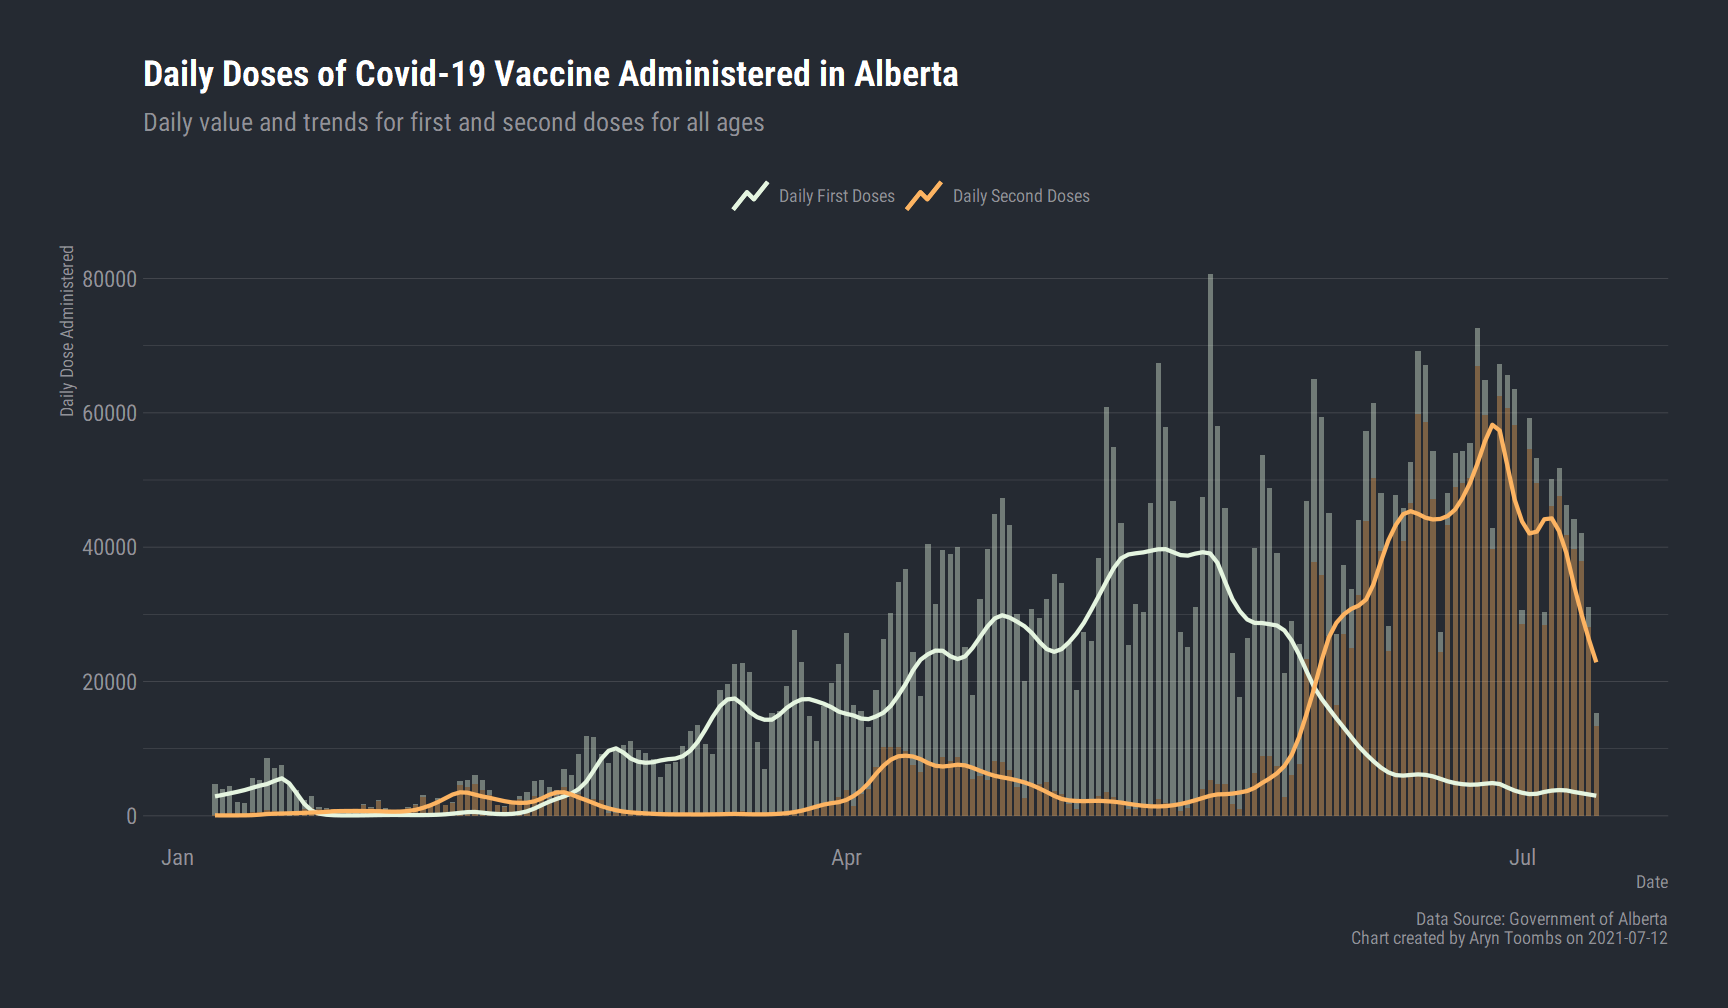 Daily Doses of Covid-19 Vaccine Administered in Alberta
Daily value and trends for first and second doses for all ages
Daily First Doses
Daily Second Doses
Daily Dose Administered
80000
60000
40000
20000
0
Jan
Apr
Jul
Date
Data Source: Government of Alberta
Chart created by Aryn Toombs on 2021-07-12